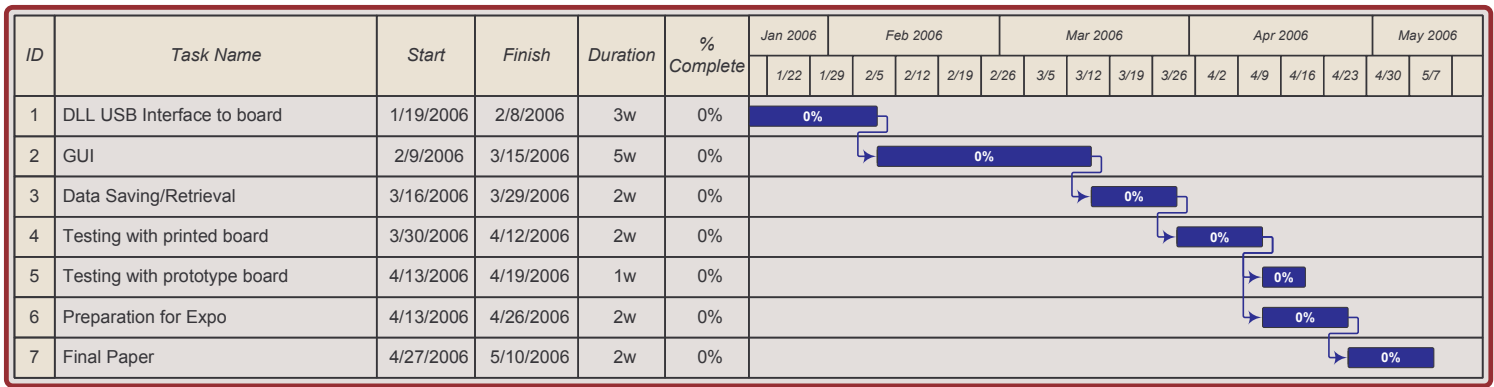 ID Task Name Start Finish Duration % Complete Jan 2006 Feb 2006 Mar 2006 Apr 2006 May 2006
1/22 1/29 2/5 2/12 2/19 2/26 3/5 3/12 3/19 3/26 4/2 4/9 4/16 4/23 4/30 5/7
1 DLL USB Interface to board 1/19/2006 2/8/2006 3w 0% 0%
2 GUI 2/9/2006 3/15/2006 5w 0% 0%
3 Data Saving/Retrieval 3/16/2006 3/29/2006 2w 0% 0%
4 Testing with printed board 3/30/2006 4/12/2006 2w 0% 0%
5 Testing with prototype board 4/13/2006 4/19/2006 1w 0% 0%
6 Preparation for Expo 4/13/2006 4/26/2006 2w 0% 0%
7 Final Paper 4/27/2006 5/10/2006 2w 0% 0%